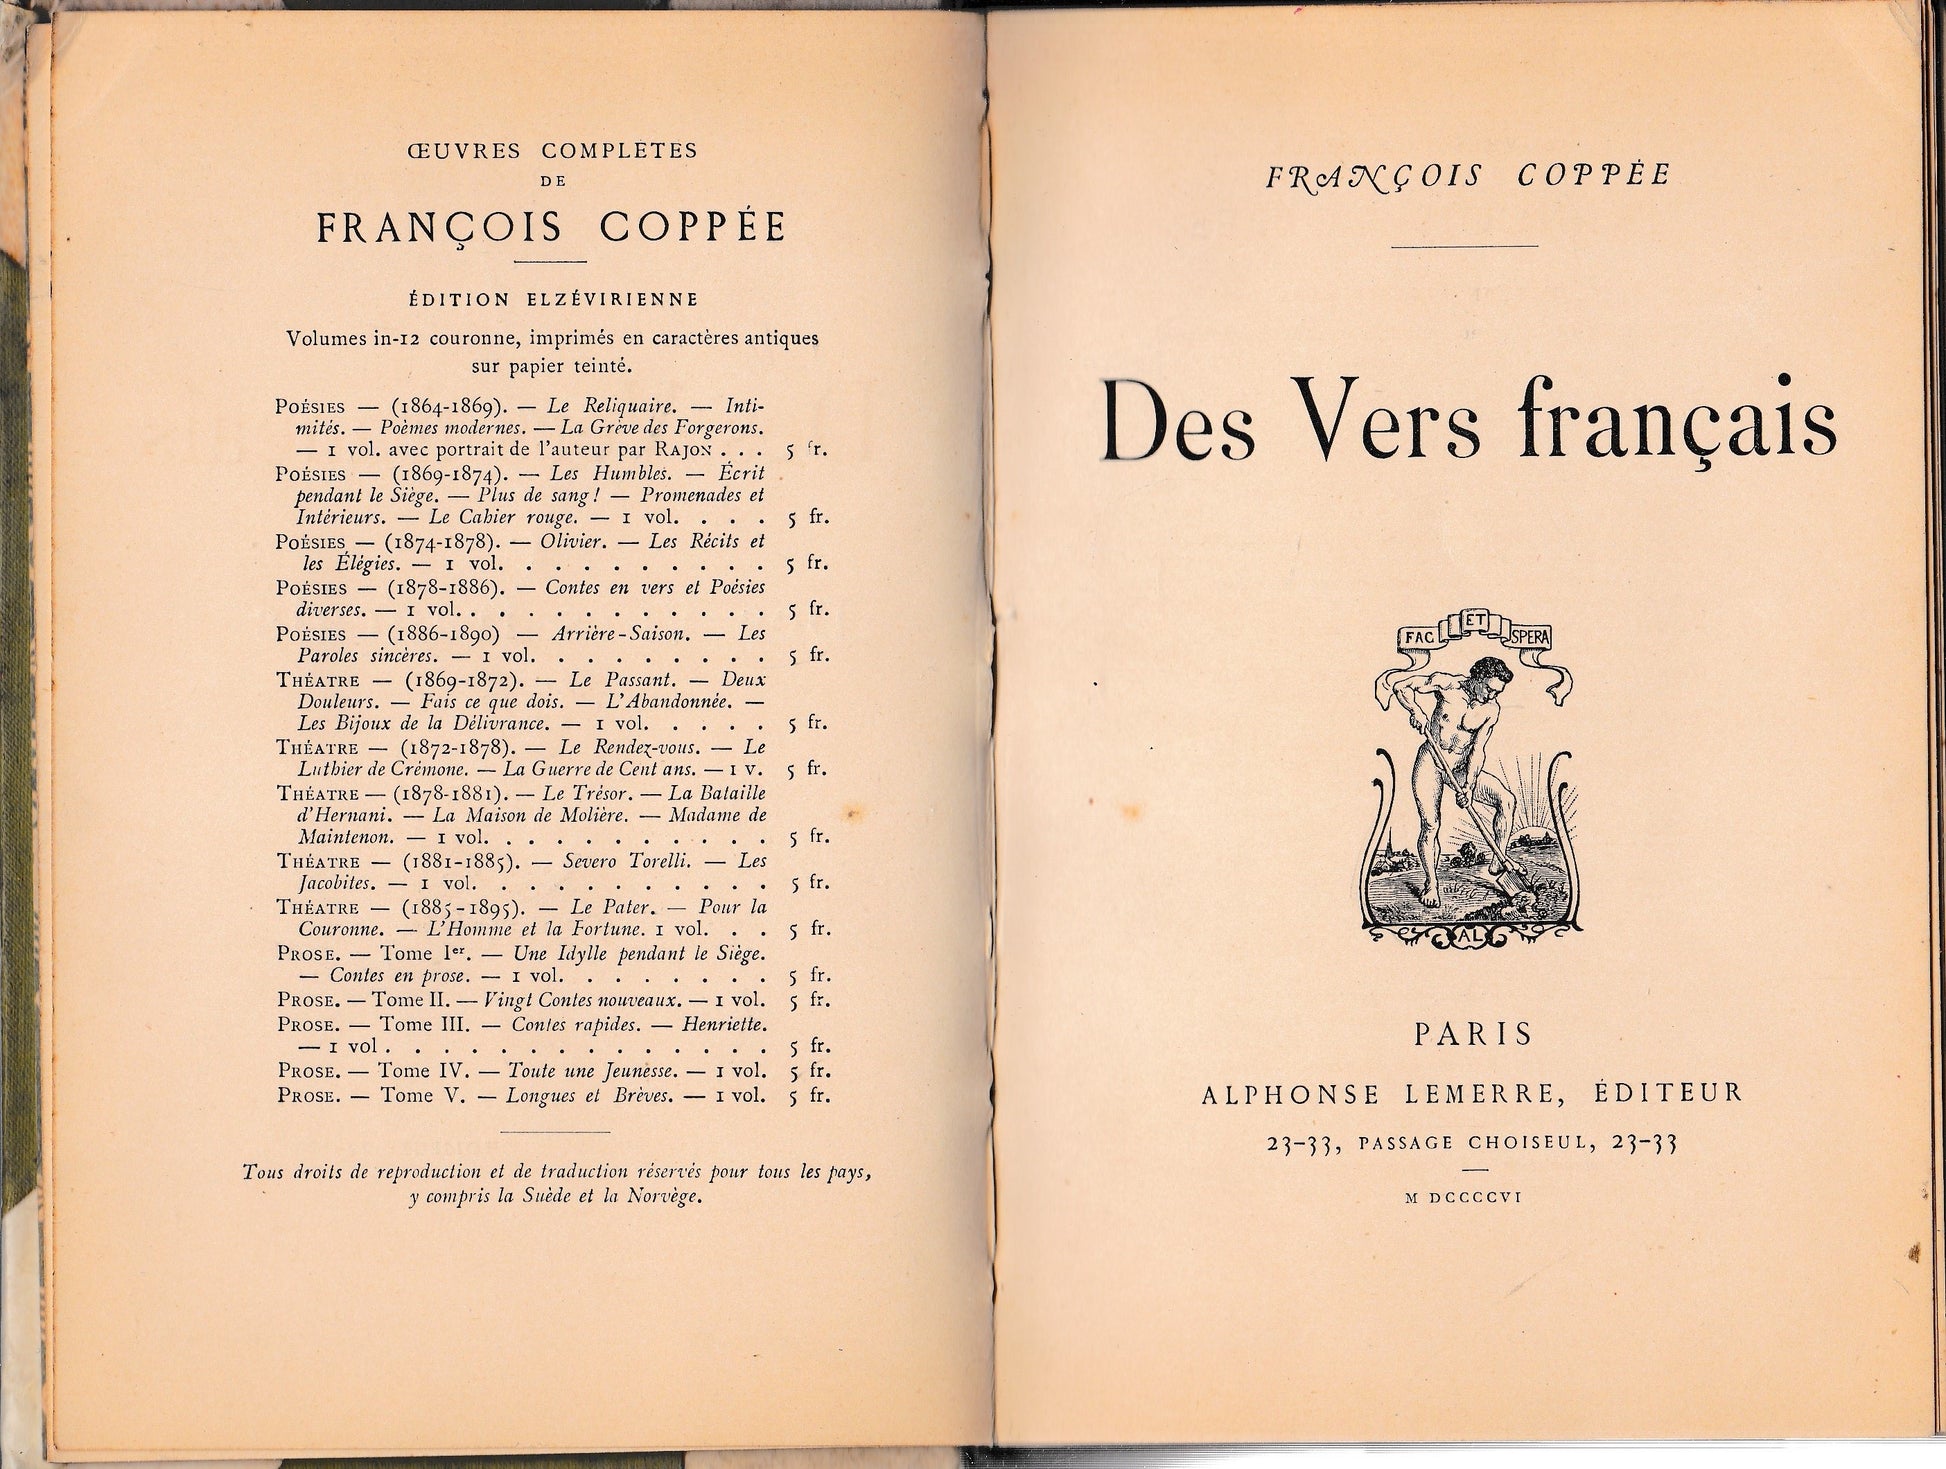 ŒUVRES COMPLÈTES
DE
FRANÇOIS COPPÉE
ÉDITION ELZÉVIRIENNE
Volumes in-12 couronne, imprimés en caractères antiques
sur papier teinté.
POÉSIES — (1864-1869). — Le Reliquaire. — Inti-
mités. — Poèmes modernes. — La Grève des Forgerons.
— 1 vol. avec portrait de l'auteur par RAJON . . . 5 fr.
POÉSIES — (1869-1874). — Les Humbles. — Écrit
pendant le Siège. — Plus de sang! — Promenades et
Intérieurs. — Le Cahier rouge. — 1 vol. . . . . 5 fr.
POÉSIES — (1874-1878). — Olivier. — Les Récits et
les Élégies. — 1 vol. . . . . . . . . . 5 fr.
POÉSIES — (1878-1886). — Contes en vers et Poésies
diverses. — 1 vol. . . . . . . . . . . . 5 fr.
POÉSIES — (1886-1890) — Arrière-Saison. — Les
Paroles sincères. — 1 vol. . . . . . . . . 5 fr.
THÉATRE — (1869-1872). — Le Passant. — Deux
Douleurs. — Fais ce que dois. — L'Abandonnée. —
Les Bijoux de la Délivrance. — 1 vol. . . . . 5 fr.
THÉATRE — (1872-1878). — Le Rendez-vous. — Le
Luthier de Crémone. — La Guerre de Cent ans. — 1 v. 5 fr.
THÉATRE — (1878-1881). — Le Trésor. — La Bataille
d'Hernani. — La Maison de Molière. — Madame de
Maintenon. — 1 vol. . . . . . . . . . . 5 fr.
THÉATRE — (1881-1885). — Severo Torelli. — Les
Jacobites. — 1 vol. . . . . . . . . . . 5 fr.
THÉATRE — (1885-1895). — Le Pater. — Pour la
Couronne. — L'Homme et la Fortune. 1 vol. . . 5 fr.
PROSE. — Tome Ier. — Une Idylle pendant le Siège.
— Contes en prose. — 1 vol. . . . . . . . 5 fr.
PROSE. — Tome II. — Vingt Contes nouveaux. — 1 vol. 5 fr.
PROSE. — Tome III. — Contes rapides. — Henriette.
— 1 vol . . . . . . . . . . . . . . 5 fr.
PROSE. — Tome IV. — Toute une Jeunesse. — 1 vol. 5 fr.
PROSE. — Tome V. — Longues et Brèves. — 1 vol. 5 fr.
Tous droits de reproduction et de traduction réservés pour tous les pays,
y compris la Suède et la Norvège.
FRANÇOIS COPPÉE
Des Vers français
FAC ET SPERA
AL
PARIS
ALPHONSE LEMERRE, ÉDITEUR
23-33, PASSAGE CHOISEUL, 23-33
M DCCCCVI